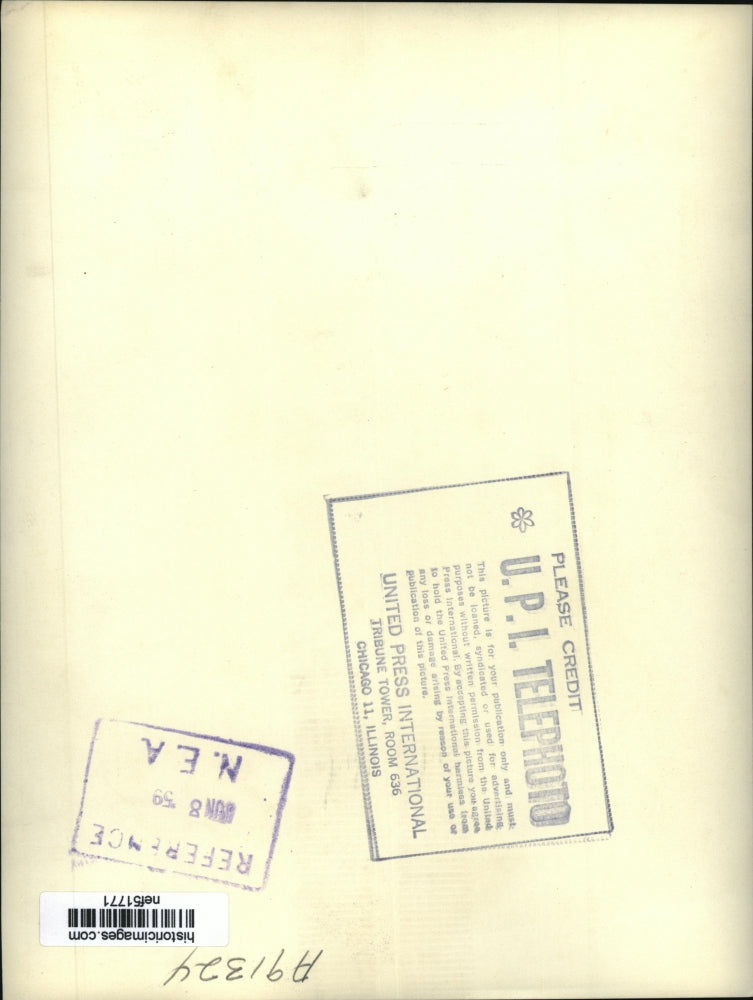 PLEASE CREDIT
U.P.I. TELEPHOTO
This picture is for your publication only and must
not be loaned, syndicated or used for advertising
purposes without written permission from the United
Press International. By accepting this picture you agree
to hold the United Press International harmless from
any loss or damage arising by reason of your use or
publication of this picture.
UNITED PRESS INTERNATIONAL
TRIBUNE TOWER, ROOM 636
CHICAGO 11, ILLINOIS
REFERENCE
JUN 8 '59
N.E.A.
historicimages.com
nef51771
A91324